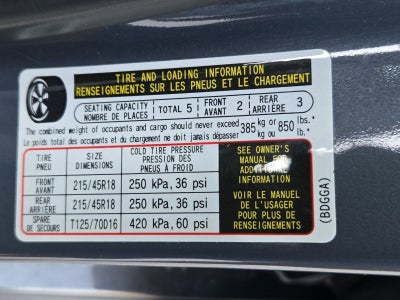 TIRE AND LOADING INFORMATION
RENSEIGNEMENTS SUR LES PNEUS ET LE CHARGEMENT
SEATING CAPACITY
NOMBRE DE PLACES
TOTAL 5
FRONT
AVANT 2
REAR
ARRIÈRE 3
The combined weight of occupants and cargo should never exceed 385 kg or 850 lbs.*
Le poids total des occupants et du chargement ne doit jamais dépasser 385 kg ou 850 lb.*
TIRE
PNEU
SIZE
DIMENSIONS
COLD TIRE PRESSURE
PRESSION DES
PNEUS À FROID
FRONT
AVANT
215/45R18
250 kPa, 36 psi
REAR
ARRIÈRE
215/45R18
250 kPa, 36 psi
SPARE
DE SECOURS
T125/70D16
420 kPa, 60 psi
SEE OWNER'S
MANUAL FOR
ADDITIONAL
INFORMATION
VOIR LE MANUEL
DE L'USAGER
POUR PLUS DE
RENSEIGNEMENTS
(BDGGA)